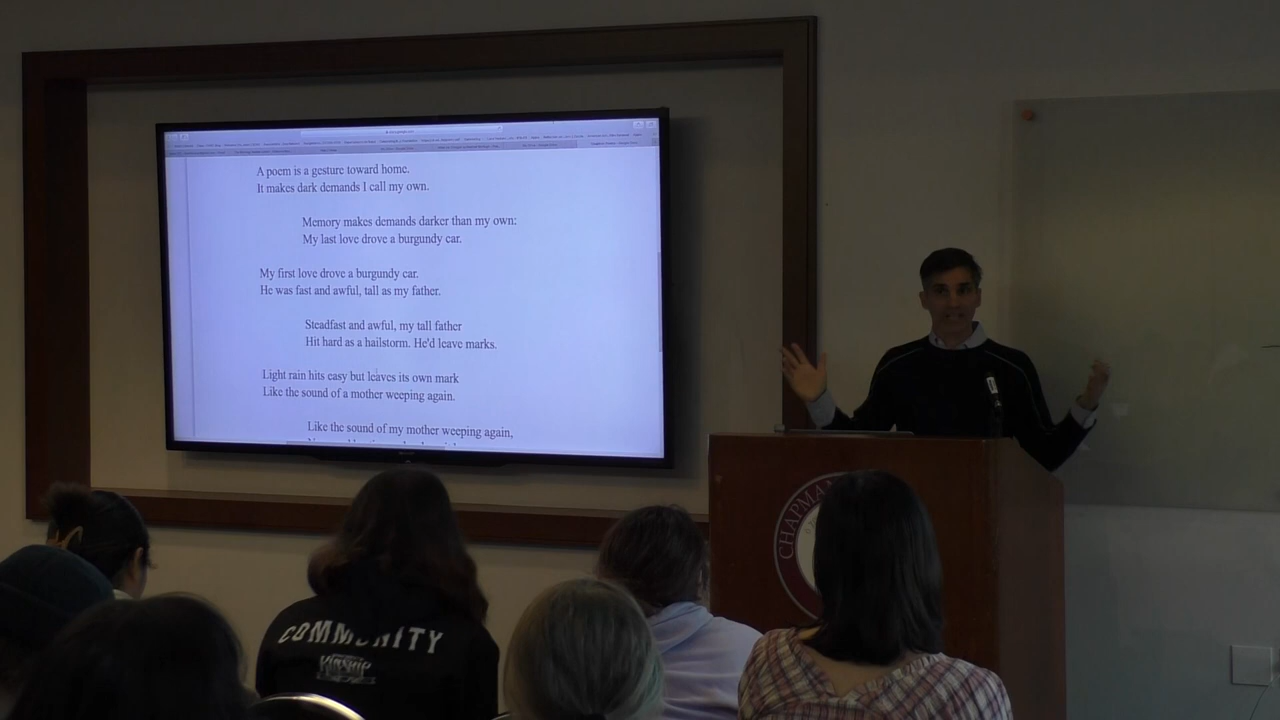 A poem is a gesture toward home.
It makes dark demands I call my own.
Memory makes demands darker than my own:
My last love drove a burgundy car.
My first love drove a burgundy car.
He was fast and awful, tall as my father.
Steadfast and awful, my tall father
Hit hard as a hailstorm. He'd leave marks.
Light rain hits easy but leaves its own mark
Like the sound of a mother weeping again.
Like the sound of my mother weeping again,
COMMUNITY